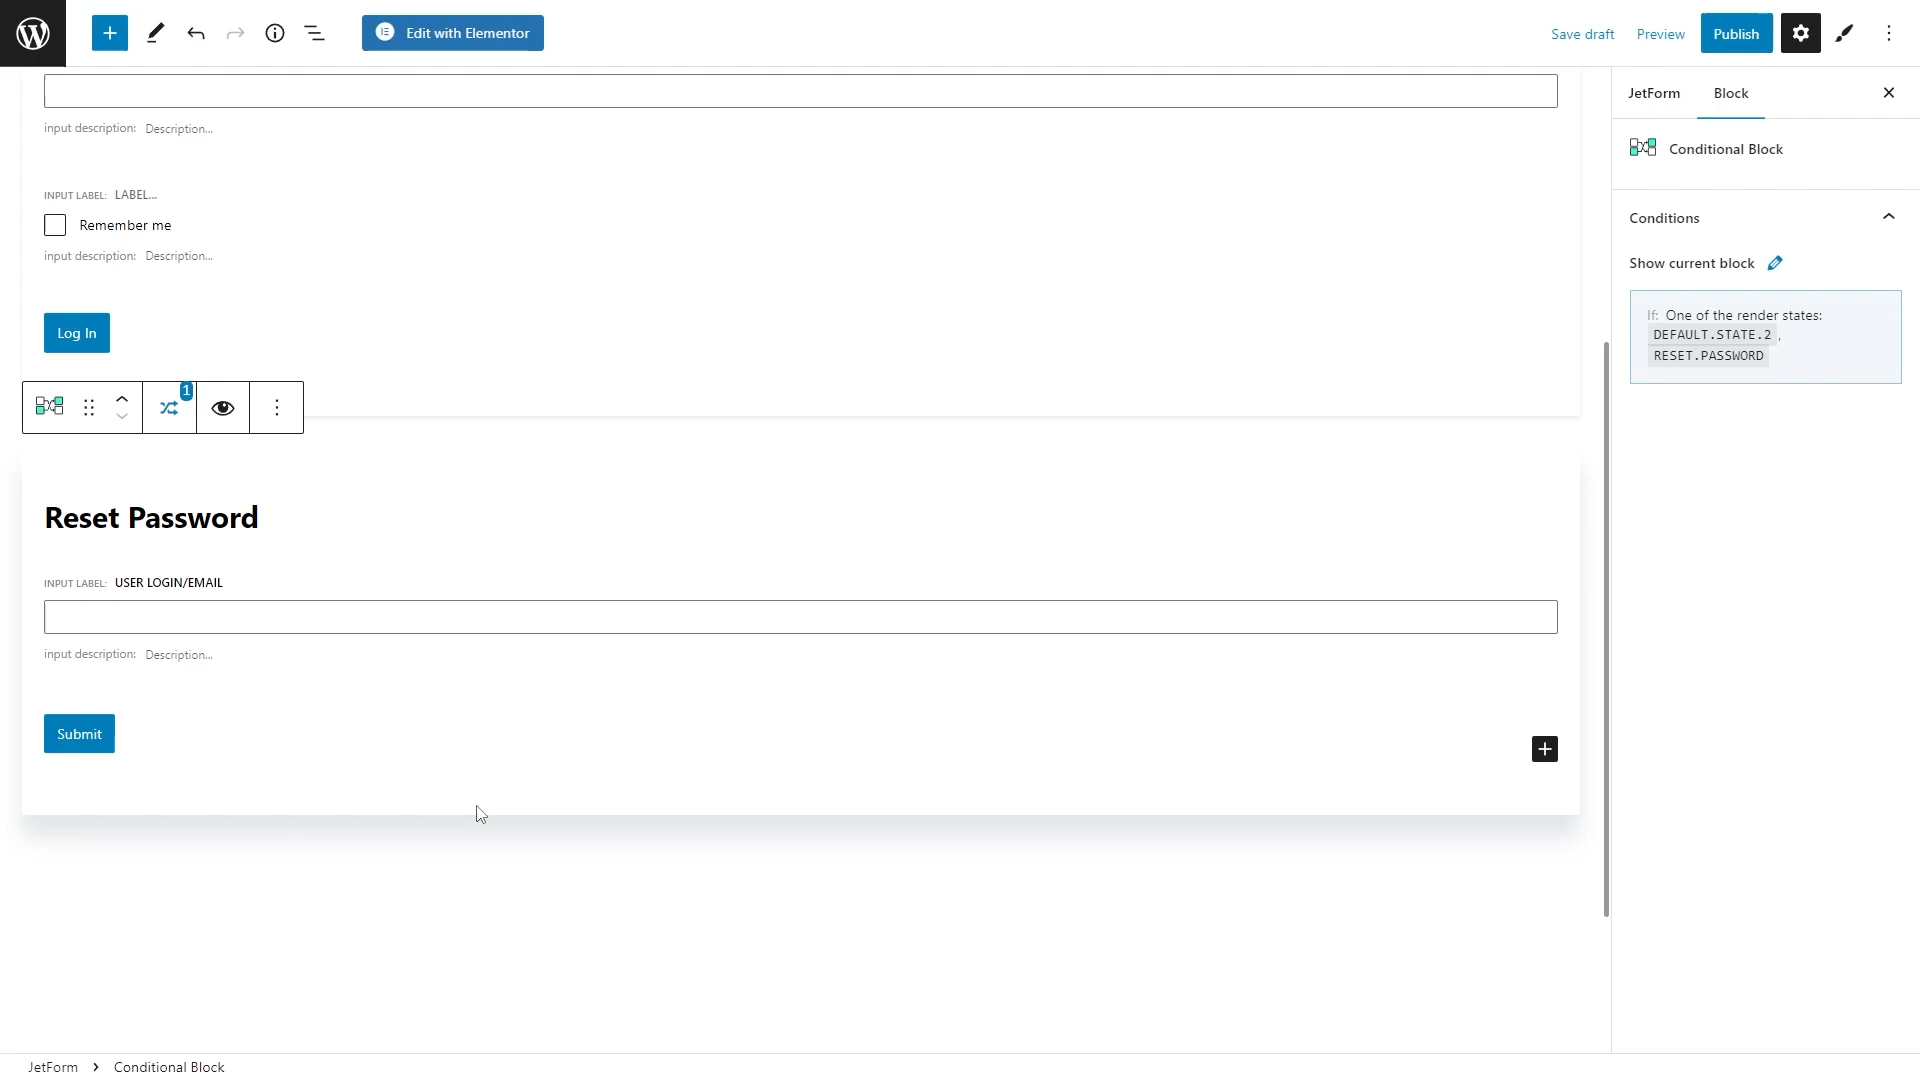 Edit with Elementor
Save draft
Preview
Publish
JetForm
Block
input description: Description...
Conditional Block
INPUT LABEL: LABEL...
Remember me
Conditions
input description: Description...
Show current block
If: One of the render states:
DEFAULT.STATE.2 ,
RESET.PASSWORD
Log In
1
Reset Password
INPUT LABEL: USER LOGIN/EMAIL
input description: Description...
Submit
JetForm > Conditional Block